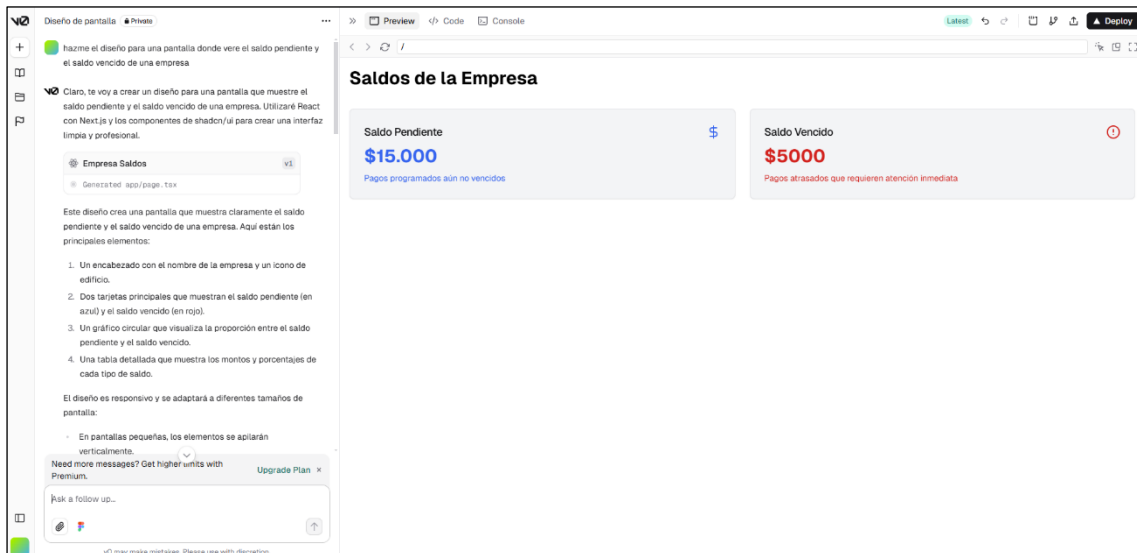 v0 Diseño de pantalla Private ...
Preview Code Console Latest Deploy
/
hazme el diseño para una pantalla donde vere el saldo pendiente y
el saldo vencido de una empresa
v0 Claro, te voy a crear un diseño para una pantalla que muestre el
saldo pendiente y el saldo vencido de una empresa. Utilizaré React
con Next.js y los componentes de shadcn/ui para crear una interfaz
limpia y profesional.
Empresa Saldos v1
Generated app/page.tsx
Este diseño crea una pantalla que muestra claramente el saldo
pendiente y el saldo vencido de una empresa. Aquí están los
principales elementos:
1. Un encabezado con el nombre de la empresa y un icono de
edificio.
2. Dos tarjetas principales que muestran el saldo pendiente (en
azul) y el saldo vencido (en rojo).
3. Un gráfico circular que visualiza la proporción entre el saldo
pendiente y el saldo vencido.
4. Una tabla detallada que muestra los montos y porcentajes de
cada tipo de saldo.
El diseño es responsivo y se adaptará a diferentes tamaños de
pantalla:
En pantallas pequeñas, los elementos se apilarán
verticalmente.
Need more messages? Get higher limits with
Premium.
Upgrade Plan ×
Ask a follow up...
v0 may make mistakes. Please use with discretion.
Saldos de la Empresa
Saldo Pendiente $
$15.000
Pagos programados aún no vencidos
Saldo Vencido
$5000
Pagos atrasados que requieren atención inmediata